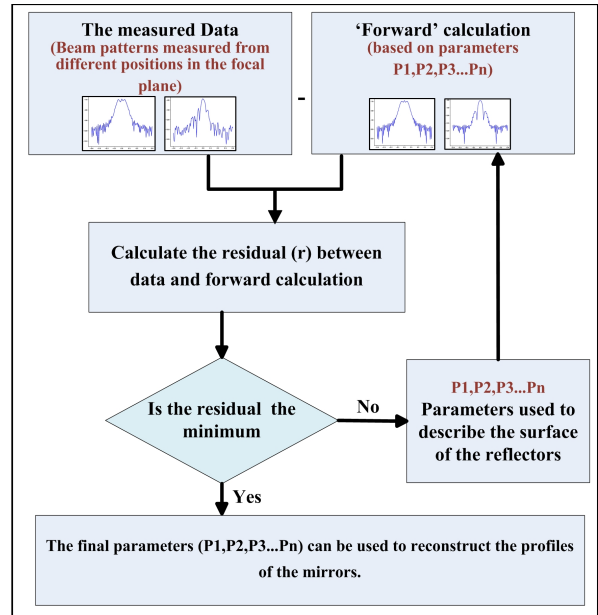 The measured Data
(Beam patterns measured from
different positions in the focal
plane)
-
‘Forward’ calculation
(based on parameters
P1,P2,P3...Pn)
Calculate the residual (r) between
data and forward calculation
Is the residual the
minimum
No
P1,P2,P3...Pn
Parameters used to
describe the surface
of the reflectors
Yes
The final parameters (P1,P2,P3...Pn) can be used to reconstruct the profiles
of the mirrors.